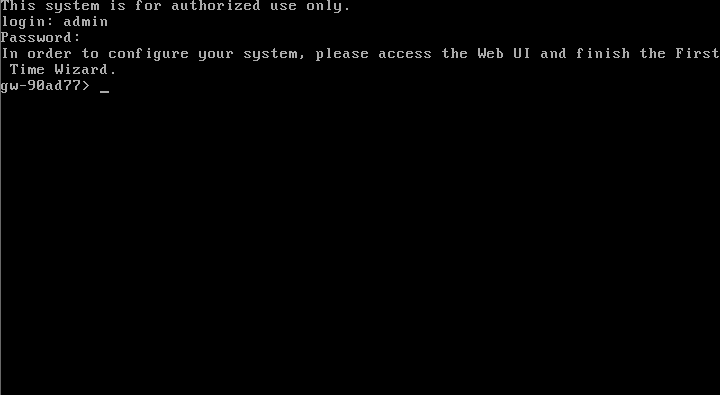 This system is for authorized use only.
login: admin
Password:
In order to configure your system, please access the Web UI and finish the First
Time Wizard.
gw-90ad77> _